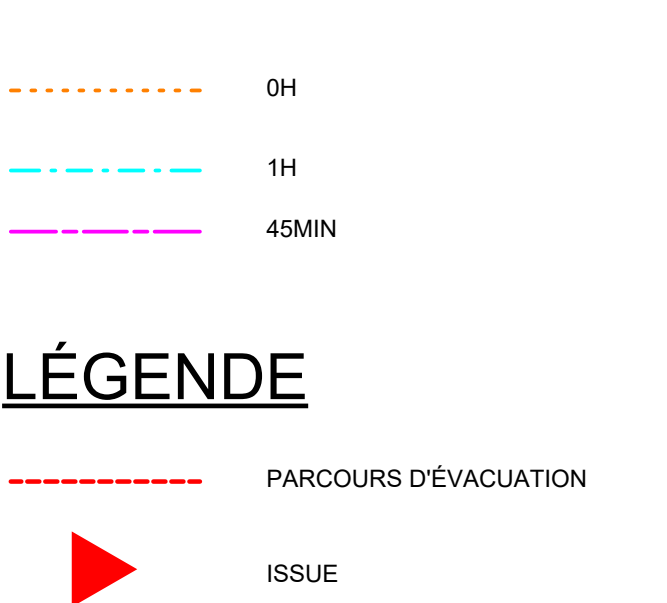 0H
1H
45MIN
LÉGENDE
PARCOURS D'ÉVACUATION
ISSUE